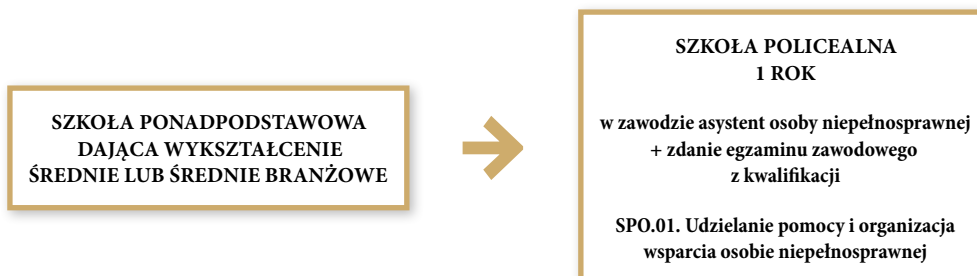 SZKOŁA PONADPODSTAWOWA
DAJĄCA WYKSZTAŁCENIE
ŚREDNIE LUB ŚREDNIE BRANŻOWE
SZKOŁA POLICEALNA
1 ROK
w zawodzie asystent osoby niepełnosprawnej
+ zdanie egzaminu zawodowego
z kwalifikacji
SPO.01. Udzielanie pomocy i organizacja
wsparcia osobie niepełnosprawnej